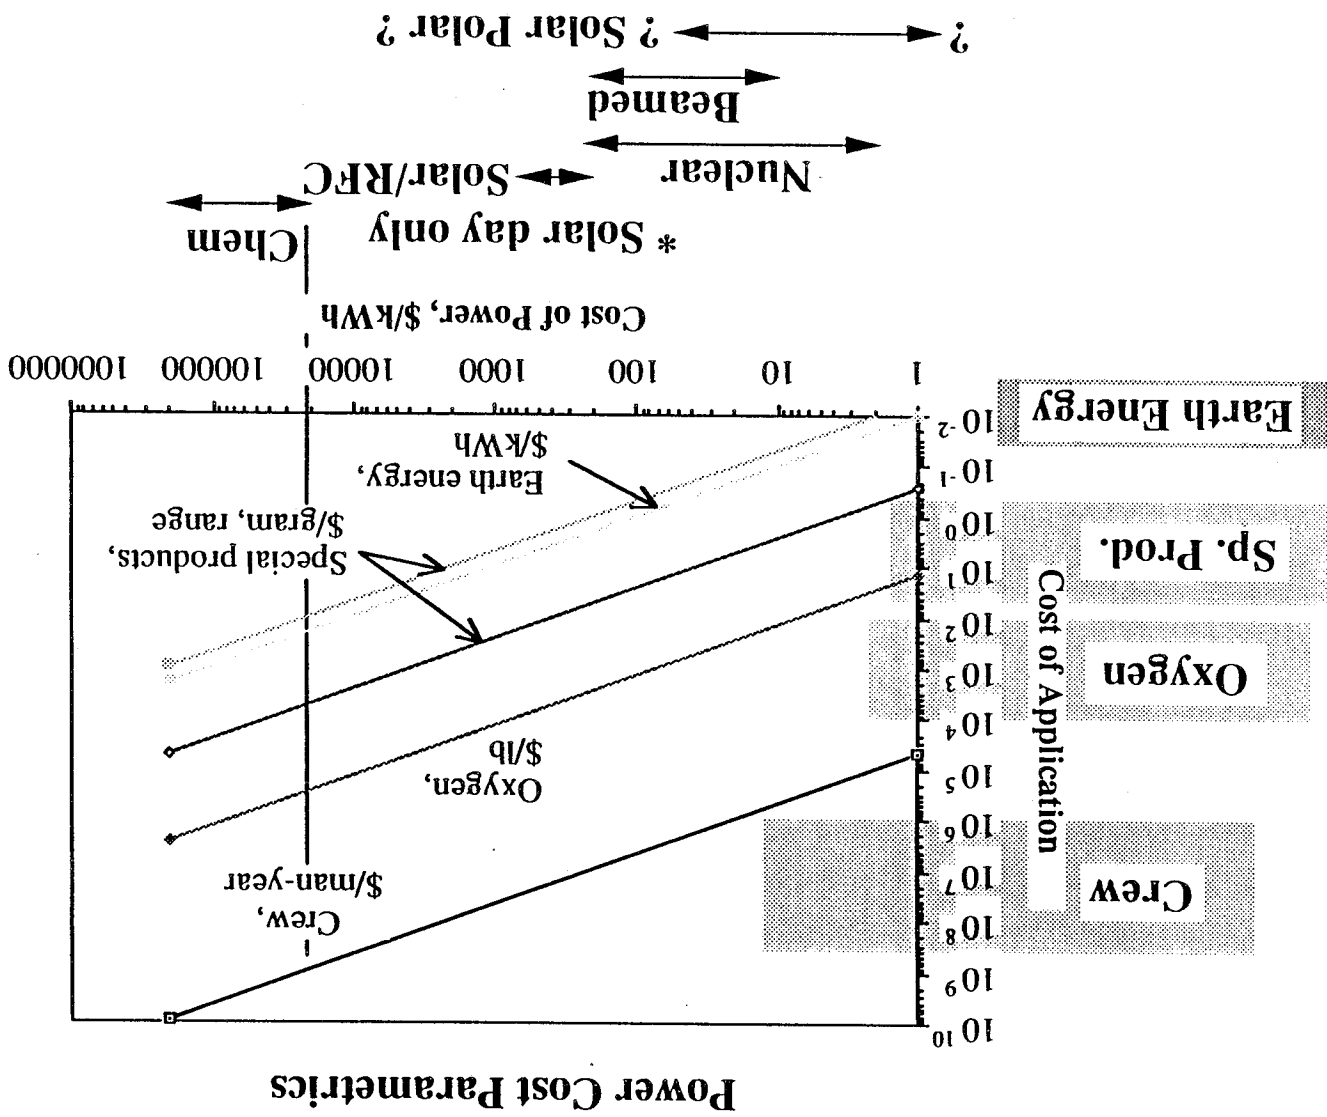 Power Cost Parametrics
10 10
10 9
10 8
10 7
10 6
10 5
10 4
10 3
10 2
10 1
10 0
10 -1
10 -2
Cost of Application
Crew
Oxygen
Sp. Prod.
Earth Energy
Crew,
$/man-year
Oxygen,
$/lb
Special products,
$/gram, range
Earth energy,
$/kWh
1 10 100 1000 10000 100000 1000000
Cost of Power, $/kWh
* Solar day only
Chem
Nuclear
Solar/RFC
Beamed
? ? Solar Polar ?